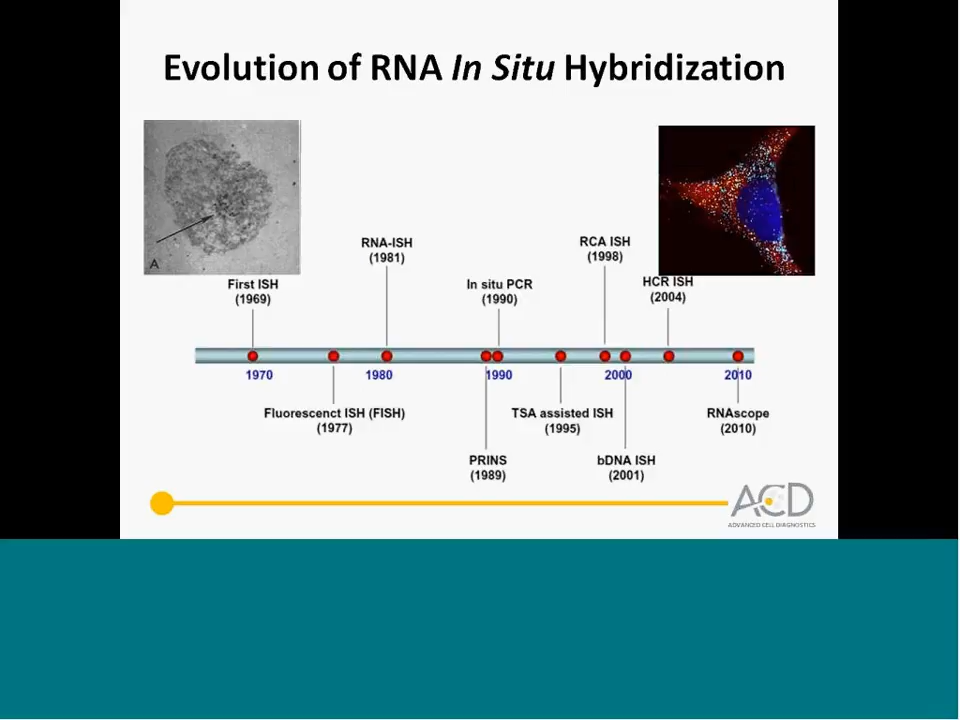 Evolution of RNA In Situ Hybridization
A
First ISH
(1969)
RNA-ISH
(1981)
In situ PCR
(1990)
RCA ISH
(1998)
HCR ISH
(2004)
1970
1980
1990
2000
2010
Fluorescenct ISH (FISH)
(1977)
PRINS
(1989)
TSA assisted ISH
(1995)
bDNA ISH
(2001)
RNAscope
(2010)
ACD
ADVANCED CELL DIAGNOSTICS